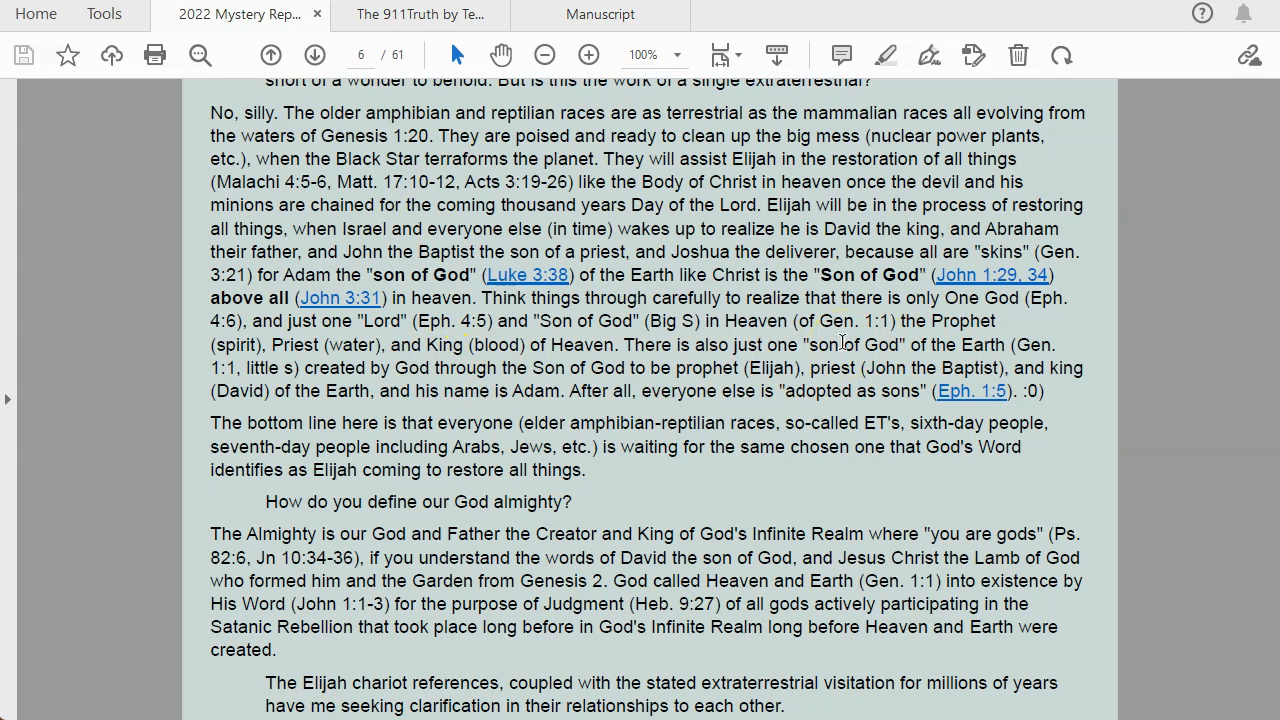 Home Tools 2022 Mystery Rep... × The 911Truth by Te... Manuscript
6 / 61 100%
short of a wonder to behold. But is this the work of a single extraterrestrial?
No, silly. The older amphibian and reptilian races are as terrestrial as the mammalian races all evolving from
the waters of Genesis 1:20. They are poised and ready to clean up the big mess (nuclear power plants,
etc.), when the Black Star terraforms the planet. They will assist Elijah in the restoration of all things
(Malachi 4:5-6, Matt. 17:10-12, Acts 3:19-26) like the Body of Christ in heaven once the devil and his
minions are chained for the coming thousand years Day of the Lord. Elijah will be in the process of restoring
all things, when Israel and everyone else (in time) wakes up to realize he is David the king, and Abraham
their father, and John the Baptist the son of a priest, and Joshua the deliverer, because all are "skins" (Gen.
3:21) for Adam the "son of God" (Luke 3:38) of the Earth like Christ is the "Son of God" (John 1:29, 34)
above all (John 3:31) in heaven. Think things through carefully to realize that there is only One God (Eph.
4:6), and just one "Lord" (Eph. 4:5) and "Son of God" (Big S) in Heaven (of Gen. 1:1) the Prophet
(spirit), Priest (water), and King (blood) of Heaven. There is also just one "son of God" of the Earth (Gen.
1:1, little s) created by God through the Son of God to be prophet (Elijah), priest (John the Baptist), and king
(David) of the Earth, and his name is Adam. After all, everyone else is "adopted as sons" (Eph. 1:5). :0)
The bottom line here is that everyone (elder amphibian-reptilian races, so-called ET's, sixth-day people,
seventh-day people including Arabs, Jews, etc.) is waiting for the same chosen one that God's Word
identifies as Elijah coming to restore all things.
How do you define our God almighty?
The Almighty is our God and Father the Creator and King of God's Infinite Realm where "you are gods" (Ps.
82:6, Jn 10:34-36), if you understand the words of David the son of God, and Jesus Christ the Lamb of God
who formed him and the Garden from Genesis 2. God called Heaven and Earth (Gen. 1:1) into existence by
His Word (John 1:1-3) for the purpose of Judgment (Heb. 9:27) of all gods actively participating in the
Satanic Rebellion that took place long before in God's Infinite Realm long before Heaven and Earth were
created.
The Elijah chariot references, coupled with the stated extraterrestrial visitation for millions of years
have me seeking clarification in their relationships to each other.